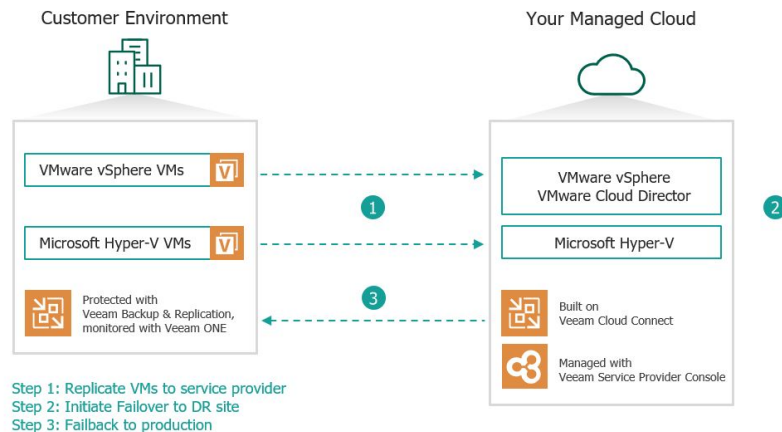 Customer Environment
Your Managed Cloud
VMware vSphere VMs
V
VMware vSphere
VMware Cloud Director
1
2
Microsoft Hyper-V VMs
V
Microsoft Hyper-V
3
Protected with
Veeam Backup & Replication,
monitored with Veeam ONE
Built on
Veeam Cloud Connect
Managed with
Veeam Service Provider Console
Step 1: Replicate VMs to service provider
Step 2: Initiate Failover to DR site
Step 3: Failback to production